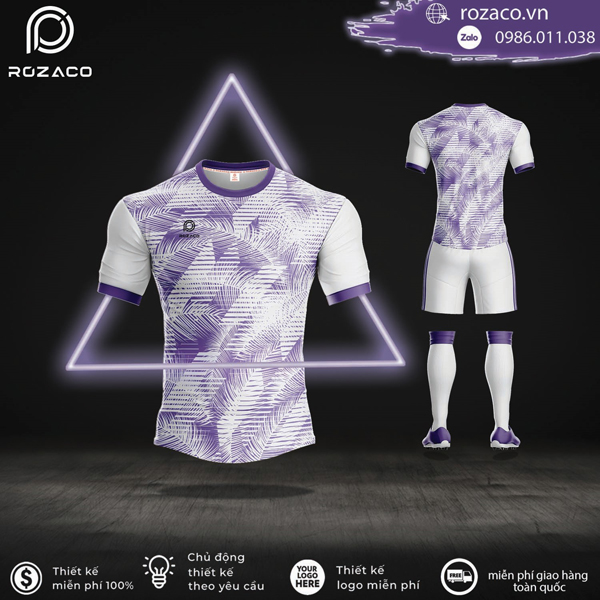 ROZACO
rozaco.vn
Zalo 0986.011.038
ROZACO
Thiết kế
miễn phí 100%
Chủ động
thiết kế
theo yêu cầu
YOUR
LOGO
HERE
Thiết kế
logo miễn phí
FREE
miễn phí giao hàng
toàn quốc